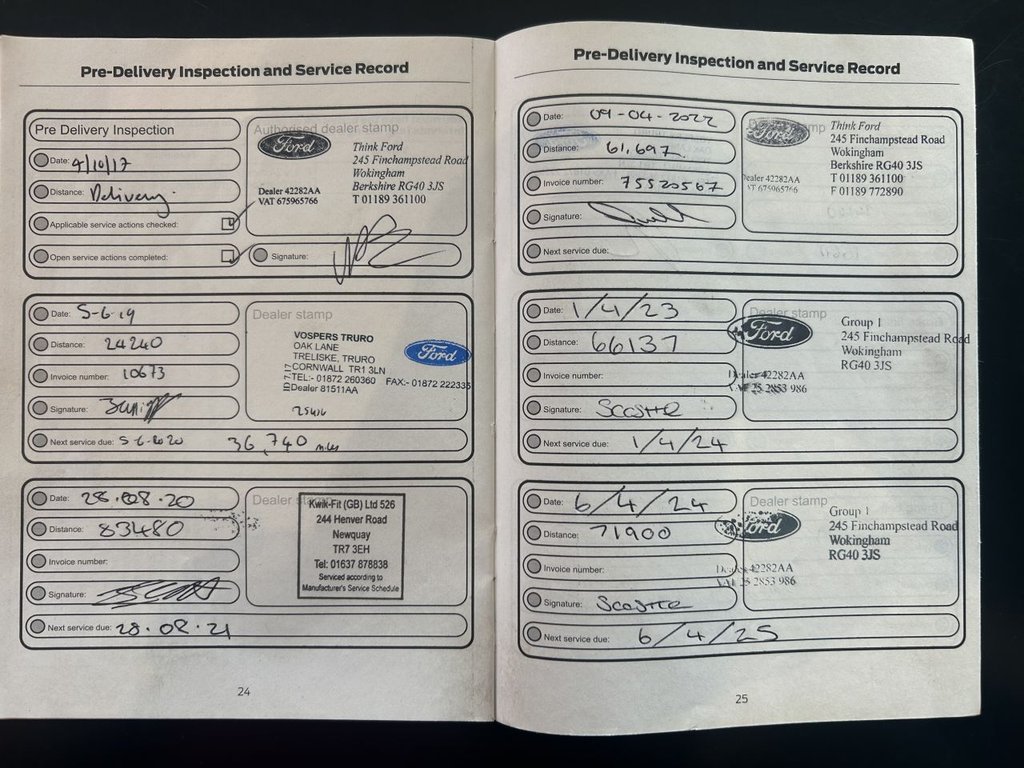 Pre-Delivery Inspection and Service Record
Pre Delivery Inspection
Authorised dealer stamp
Ford
Think Ford
245 Finchampstead Road
Wokingham
Berkshire RG40 3JS
T 01189 361100
Dealer 42282AA
VAT 675965766
Date: 4/10/17
Distance: Delivery.
Applicable service actions checked:
Open service actions completed:
Signature:
Date: 5-6-19
Distance: 24240
Invoice number: 10673
Signature:
Next service due: 5-6-2020 36,740 miles
Dealer stamp
VOSPERS TRURO
OAK LANE
TRELISKE, TRURO
CORNWALL TR1 3LN
TEL:- 01872 260360 FAX:- 01872 222335
Dealer 81511AA
Ford
25416
Date: 28.08.20
Distance: 83480
Invoice number:
Signature:
Next service due: 28.08.21
Dealer stamp
Kwik-Fit (GB) Ltd 526
244 Henver Road
Newquay
TR7 3EH
Tel: 01637 878838
Serviced according to
Manufacturer's Service Schedule
24
Pre-Delivery Inspection and Service Record
Date: 09-04-2022
Distance: 61,697
Invoice number: 75520567
Signature:
Next service due:
Ford
Think Ford
245 Finchampstead Road
Wokingham
Berkshire RG40 3JS
T 01189 361100
F 01189 772890
Dealer 42282AA
VAT 675965766
Date: 1/4/23
Distance: 66137
Invoice number:
Signature:
Next service due: 1/4/24
Dealer stamp
Ford
Group 1
245 Finchampstead Road
Wokingham
RG40 3JS
Dealer 42282AA
2853 986
Date: 6/4/24
Distance: 71900
Invoice number:
Signature:
Next service due: 6/4/25
Dealer stamp
Ford
Group 1
245 Finchampstead Road
Wokingham
RG40 3JS
42282AA
2853 986
25